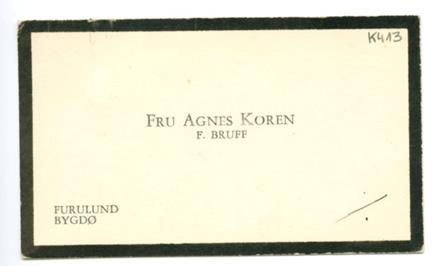 K413
FRU AGNES KOREN
F. BRUFF
FURULUND
BYGDØ